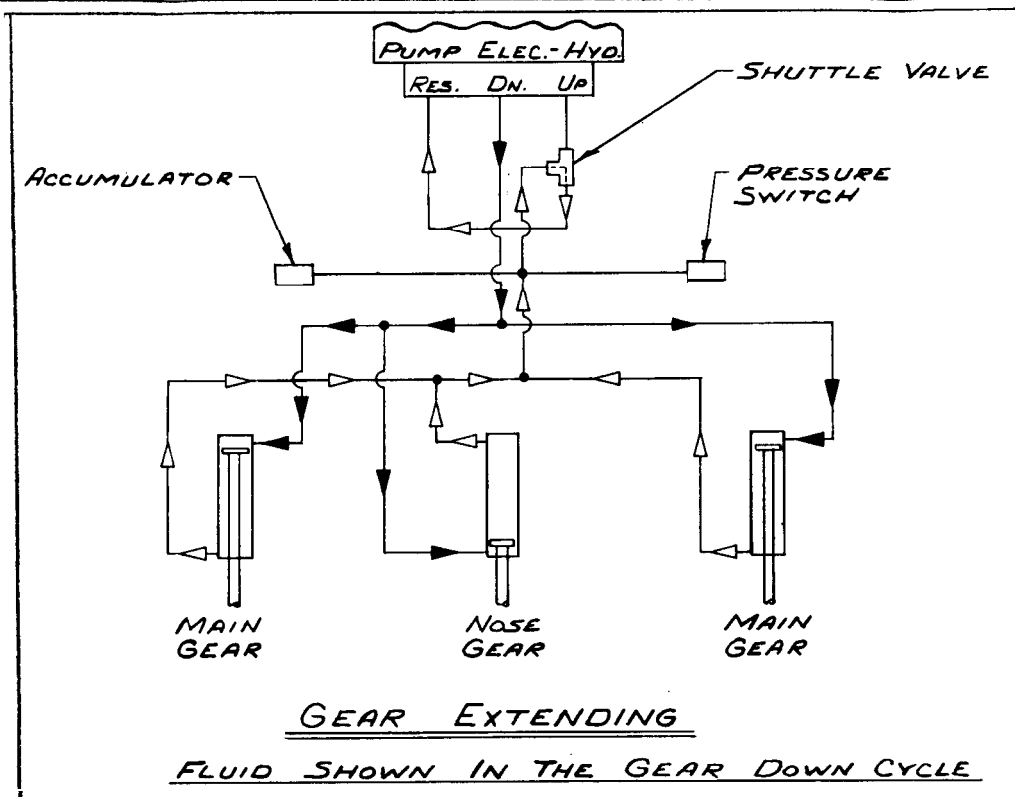 PUMP ELEC.-HYD.
RES. DN. UP
SHUTTLE VALVE
ACCUMULATOR
PRESSURE
SWITCH
MAIN
GEAR
NOSE
GEAR
MAIN
GEAR
GEAR EXTENDING
FLUID SHOWN IN THE GEAR DOWN CYCLE